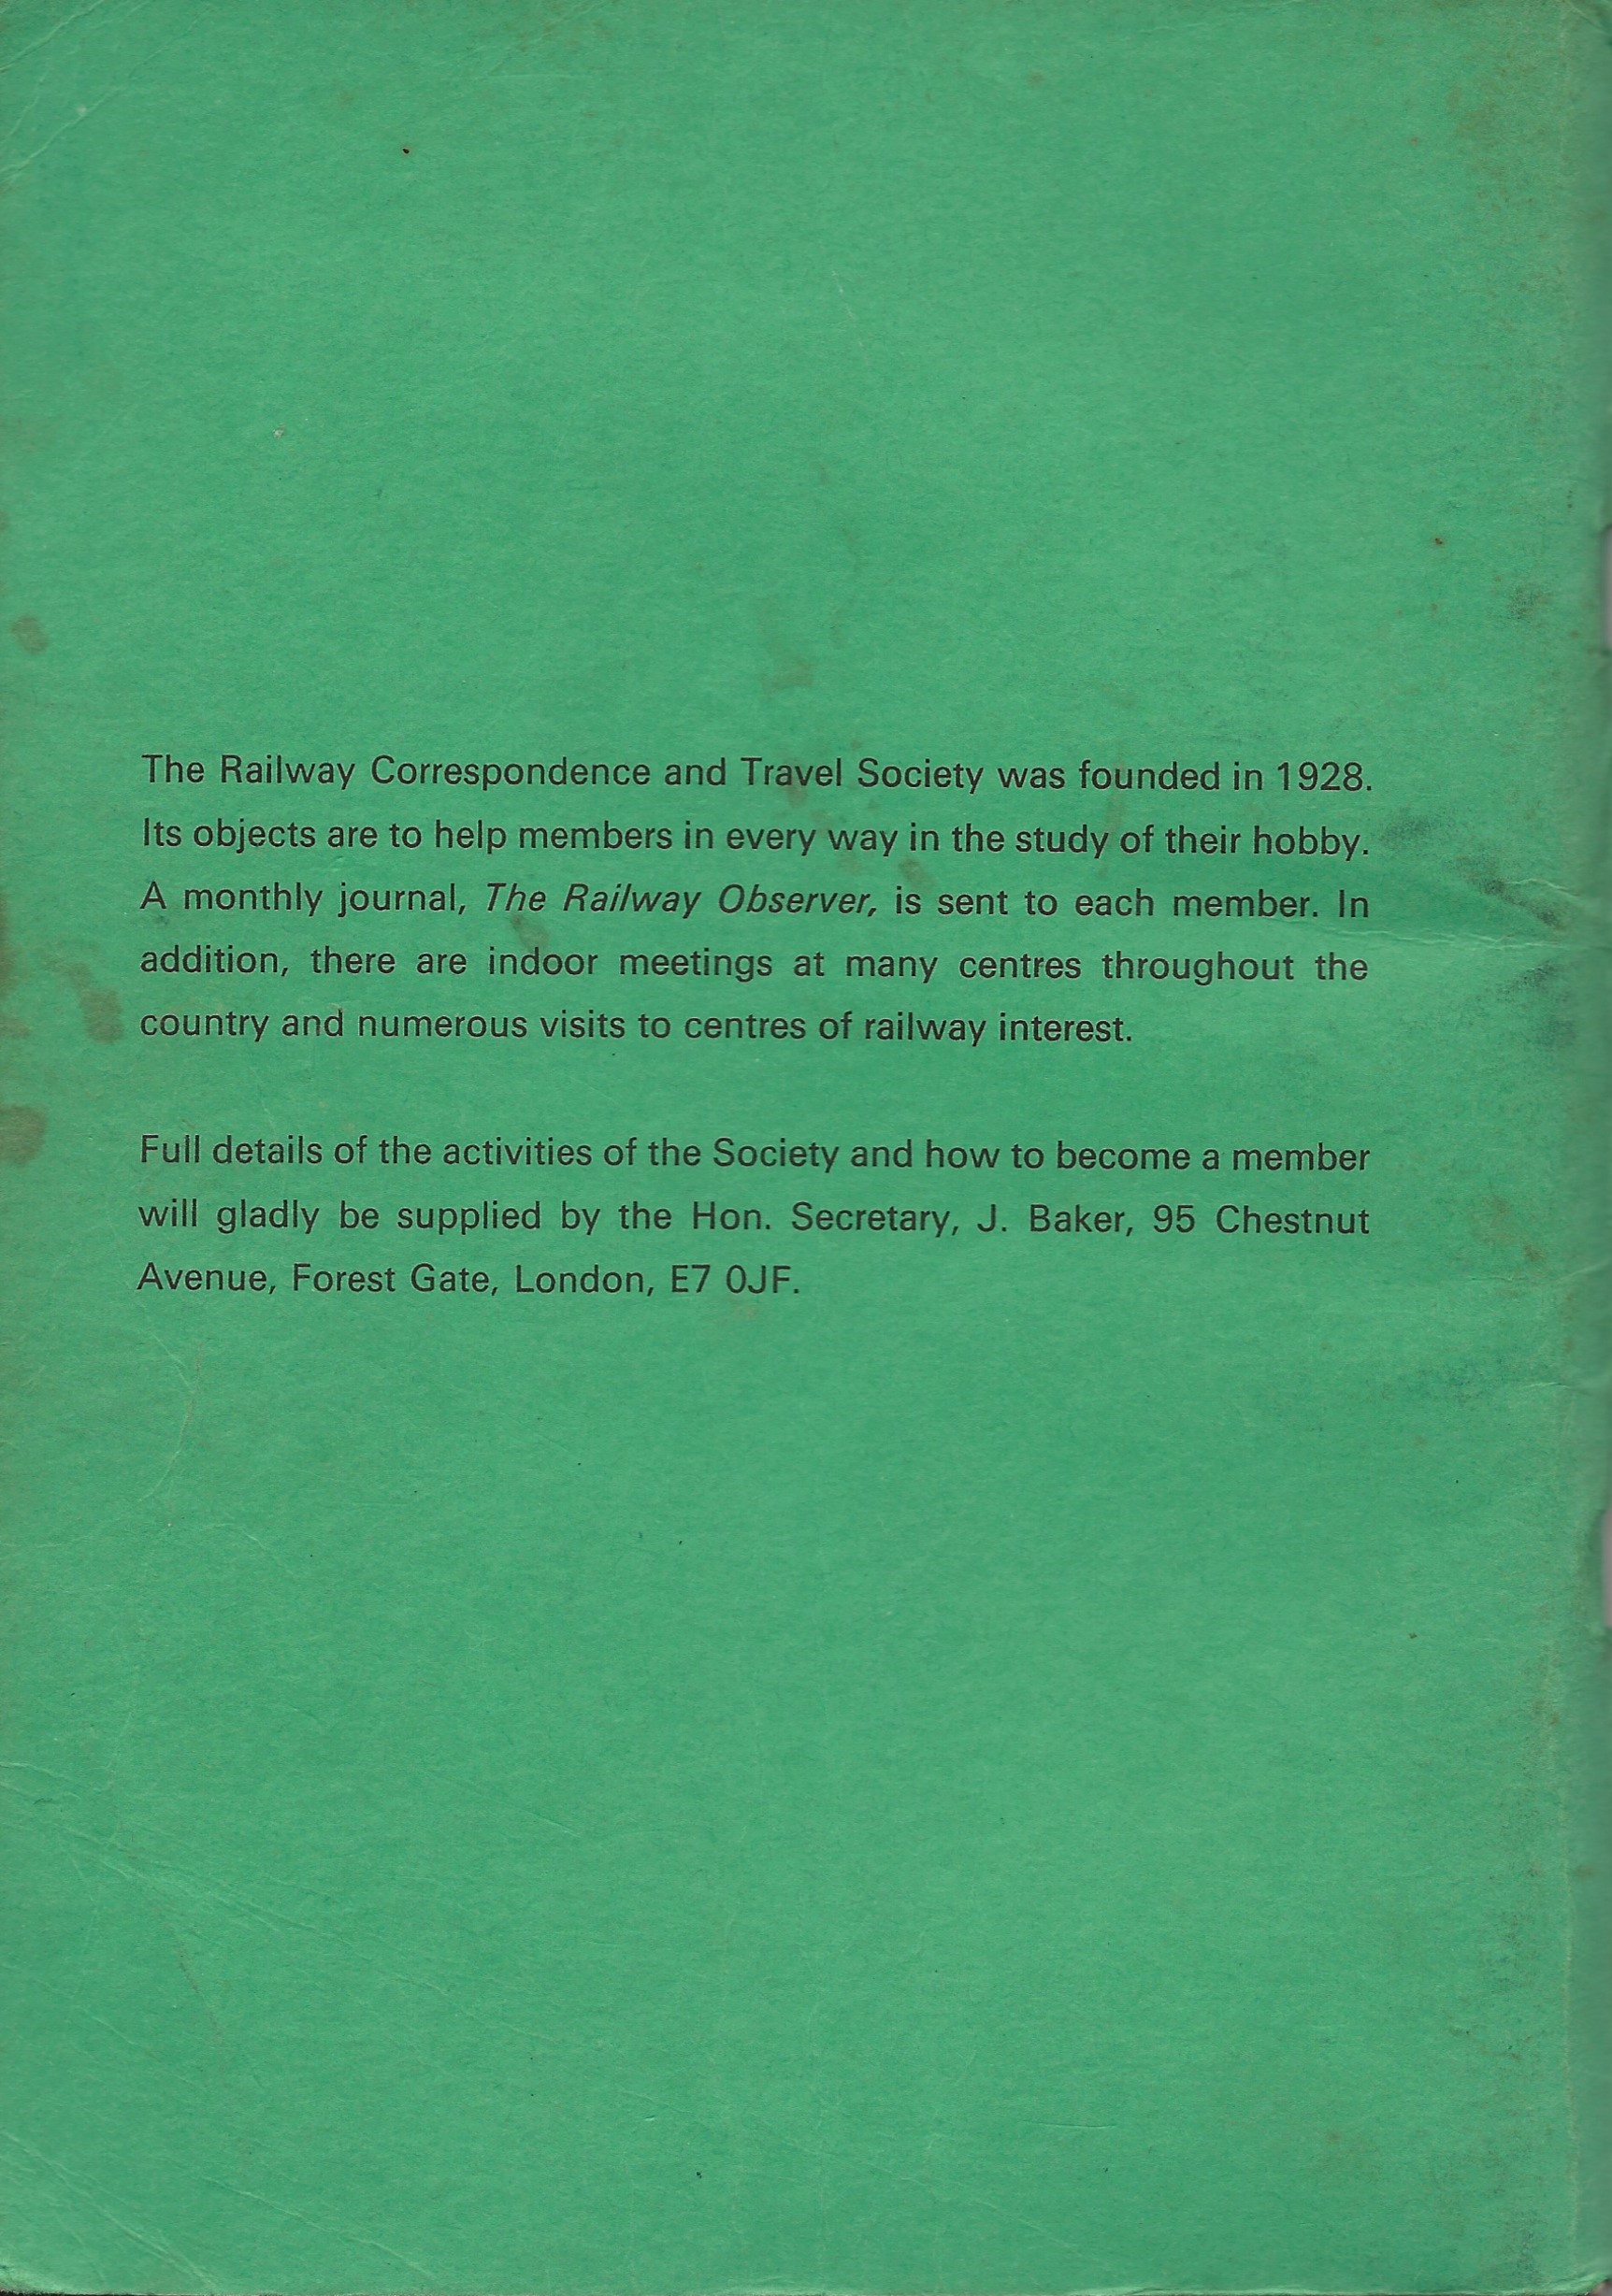 The Railway Correspondence and Travel Society was founded in 1928.
Its objects are to help members in every way in the study of their hobby.
A monthly journal, The Railway Observer, is sent to each member. In
addition, there are indoor meetings at many centres throughout the
country and numerous visits to centres of railway interest.
Full details of the activities of the Society and how to become a member
will gladly be supplied by the Hon. Secretary, J. Baker, 95 Chestnut
Avenue, Forest Gate, London, E7 0JF.